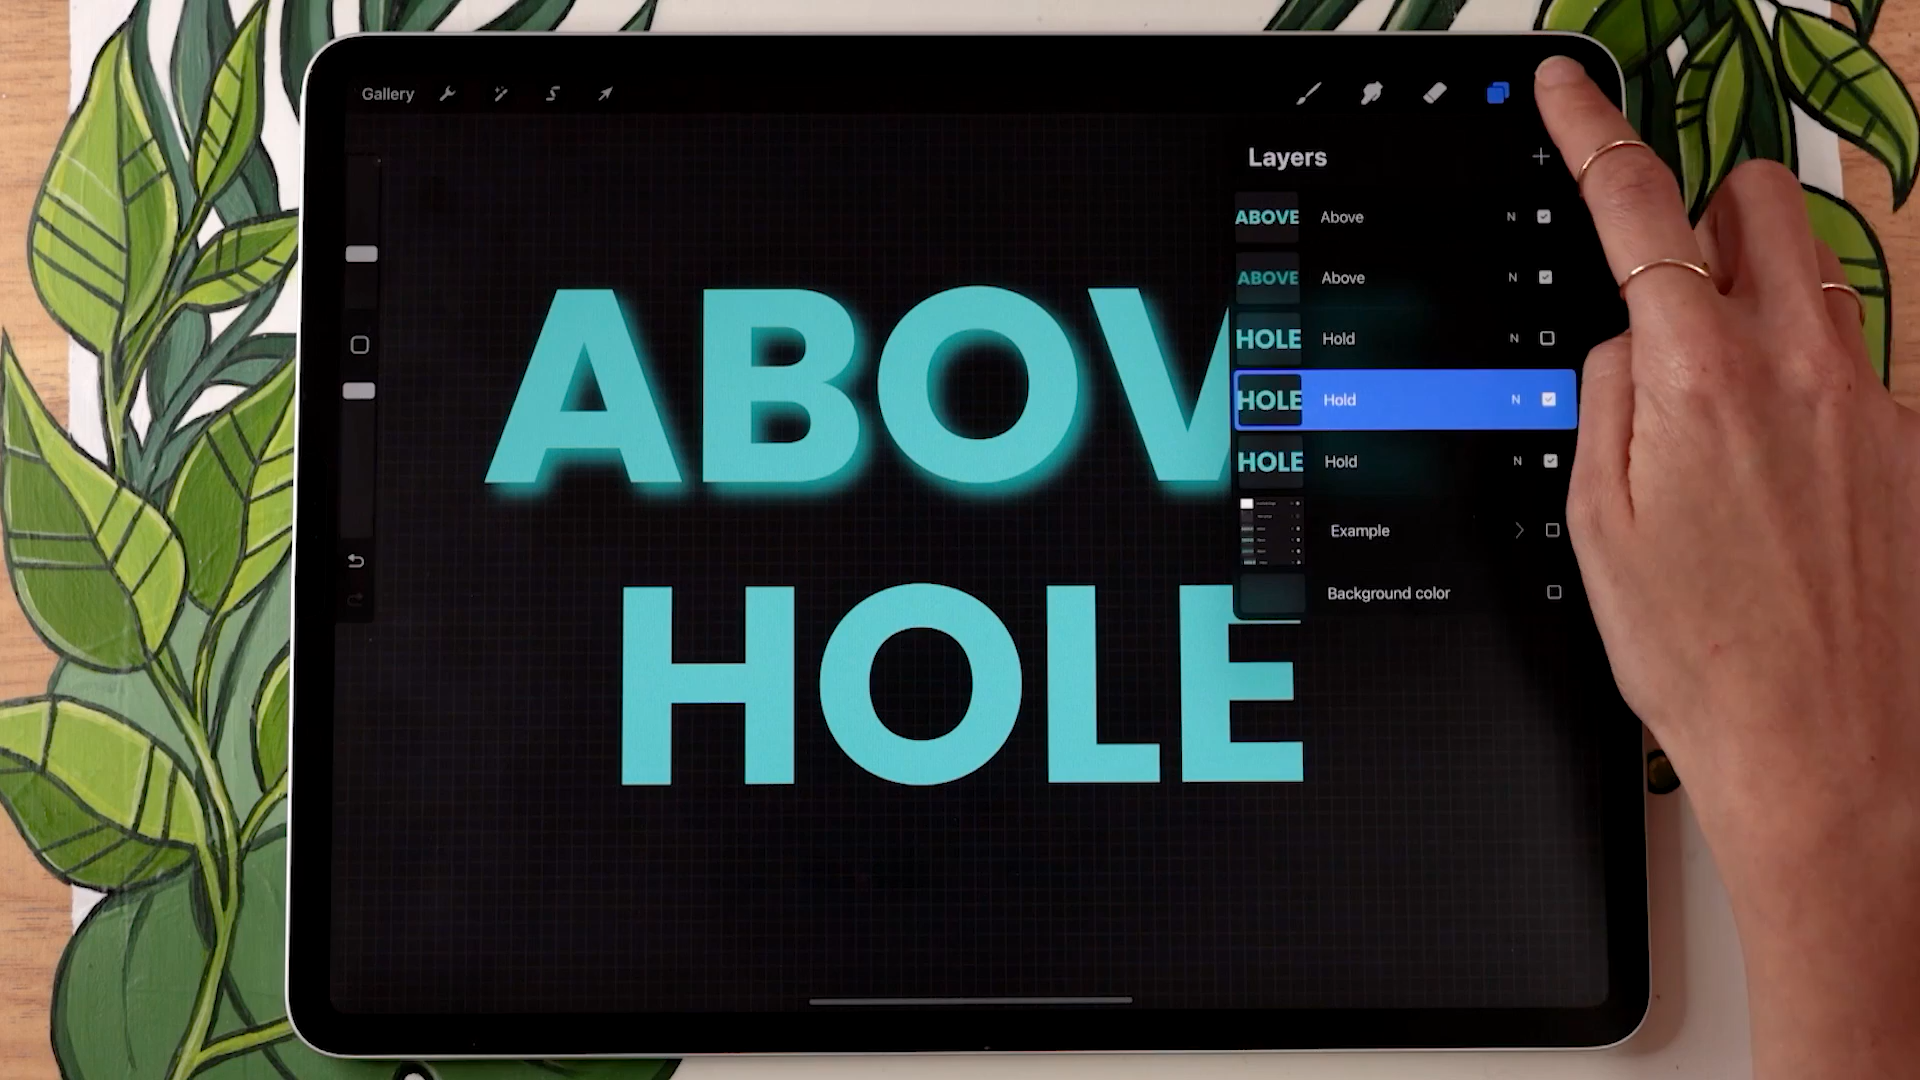 Gallery
Layers
ABOVE Above N
ABOVE Above N
HOLE Hold N
HOLE Hold N
HOLE Hold N
Example
Background color
ABOV
HOLE